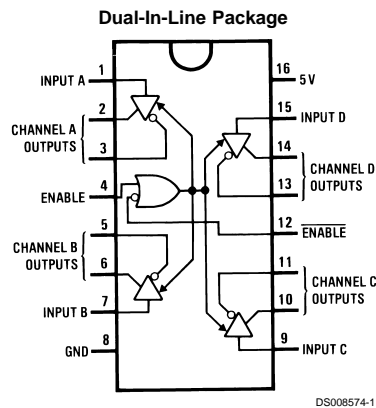 Dual-In-Line Package
INPUT A 1
2
CHANNEL A
OUTPUTS
3
ENABLE 4
5
CHANNEL B
OUTPUTS
6
INPUT B 7
GND 8
16 5 V
15 INPUT D
14
CHANNEL D
OUTPUTS
13
12 ENABLE
11
CHANNEL C
OUTPUTS
10
9 INPUT C
DS008574-1